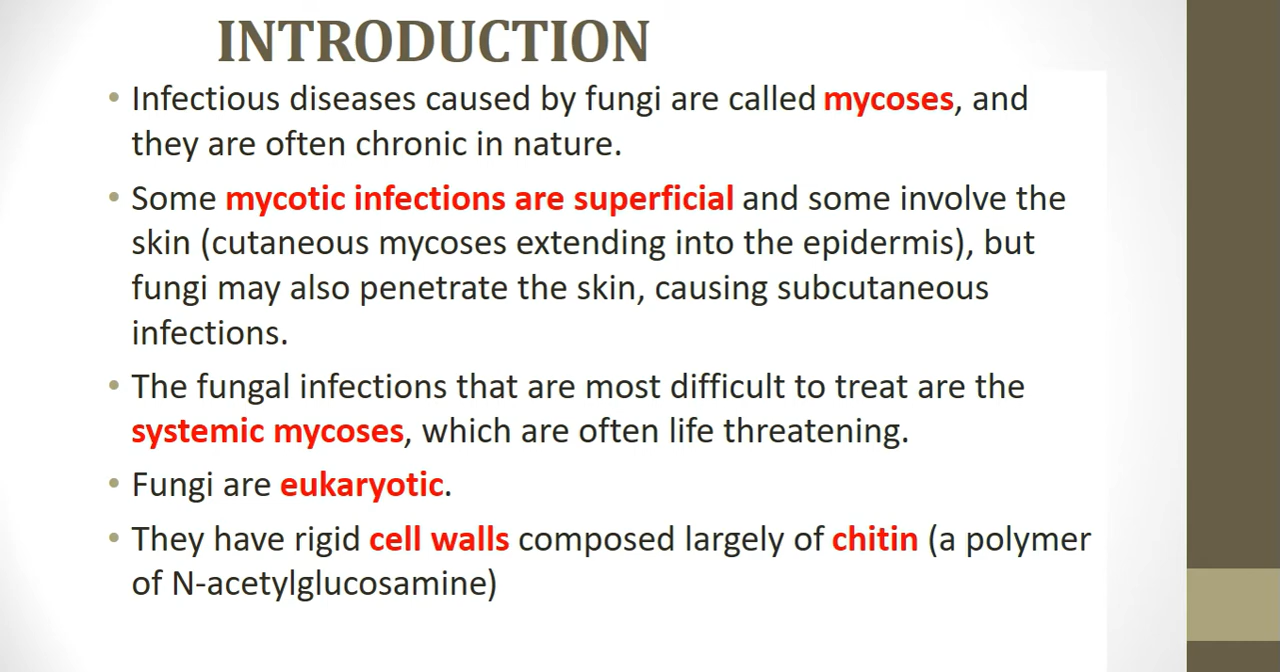 INTRODUCTION
• Infectious diseases caused by fungi are called mycoses, and
they are often chronic in nature.
• Some mycotic infections are superficial and some involve the
skin (cutaneous mycoses extending into the epidermis), but
fungi may also penetrate the skin, causing subcutaneous
infections.
• The fungal infections that are most difficult to treat are the
systemic mycoses, which are often life threatening.
• Fungi are eukaryotic.
• They have rigid cell walls composed largely of chitin (a polymer
of N-acetylglucosamine)